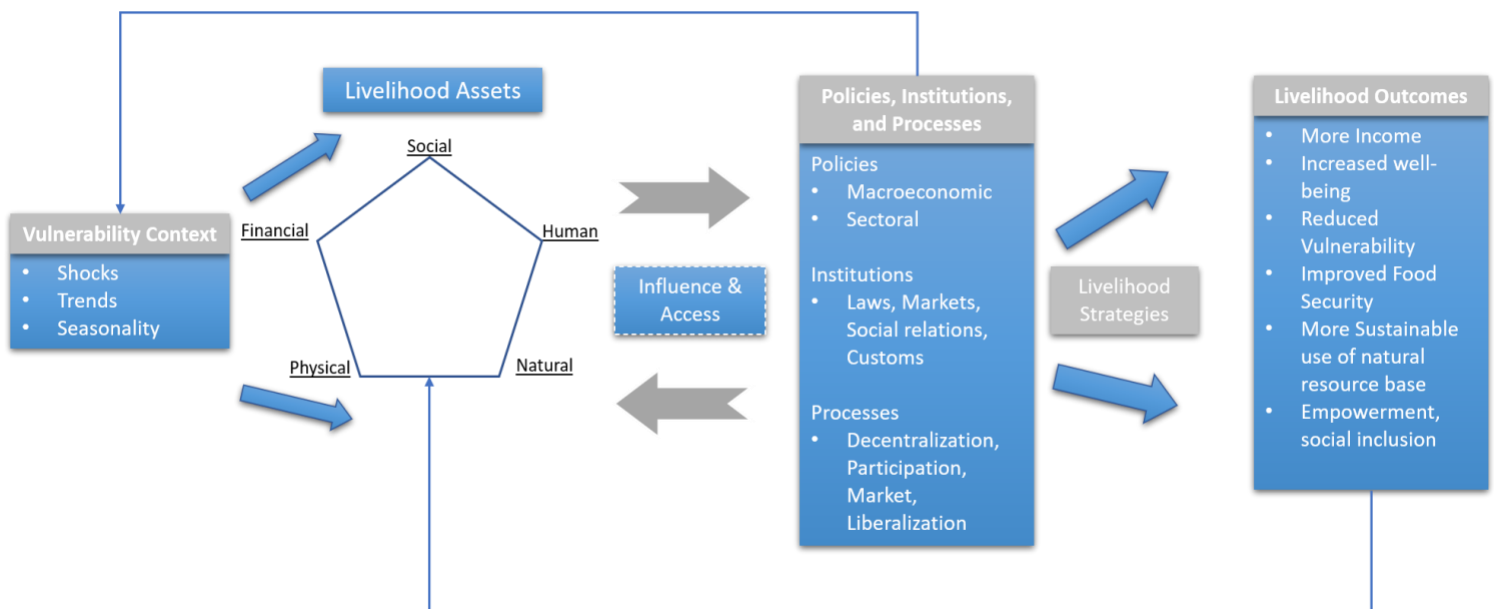 Livelihood Assets
Social
Financial
Human
Physical
Natural
Vulnerability Context
• Shocks
• Trends
• Seasonality
Influence &
Access
Policies, Institutions,
and Processes
Policies
• Macroeconomic
• Sectoral
Institutions
• Laws, Markets,
Social relations,
Customs
Processes
• Decentralization,
Participation,
Market,
Liberalization
Livelihood
Strategies
Livelihood Outcomes
• More Income
• Increased well-
being
• Reduced
Vulnerability
• Improved Food
Security
• More Sustainable
use of natural
resource base
• Empowerment,
social inclusion